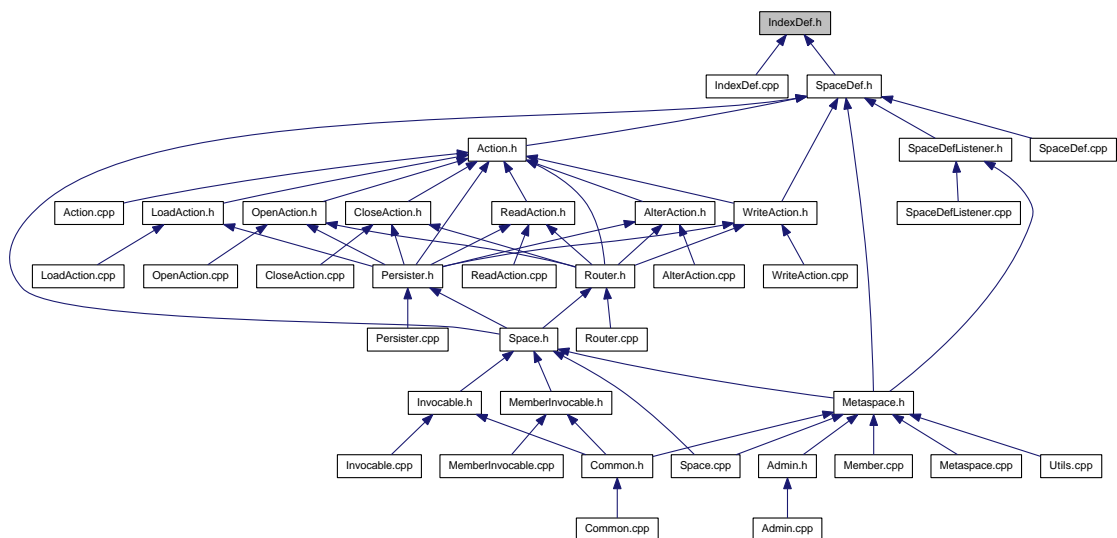 IndexDef.h
IndexDef.cpp
SpaceDef.h
Action.h
SpaceDefListener.h
SpaceDef.cpp
Action.cpp
LoadAction.h
OpenAction.h
CloseAction.h
ReadAction.h
AlterAction.h
WriteAction.h
SpaceDefListener.cpp
LoadAction.cpp
OpenAction.cpp
CloseAction.cpp
Persister.h
ReadAction.cpp
Router.h
AlterAction.cpp
WriteAction.cpp
Persister.cpp
Space.h
Router.cpp
Invocable.h
MemberInvocable.h
Metaspace.h
Invocable.cpp
MemberInvocable.cpp
Common.h
Space.cpp
Admin.h
Member.cpp
Metaspace.cpp
Utils.cpp
Common.cpp
Admin.cpp